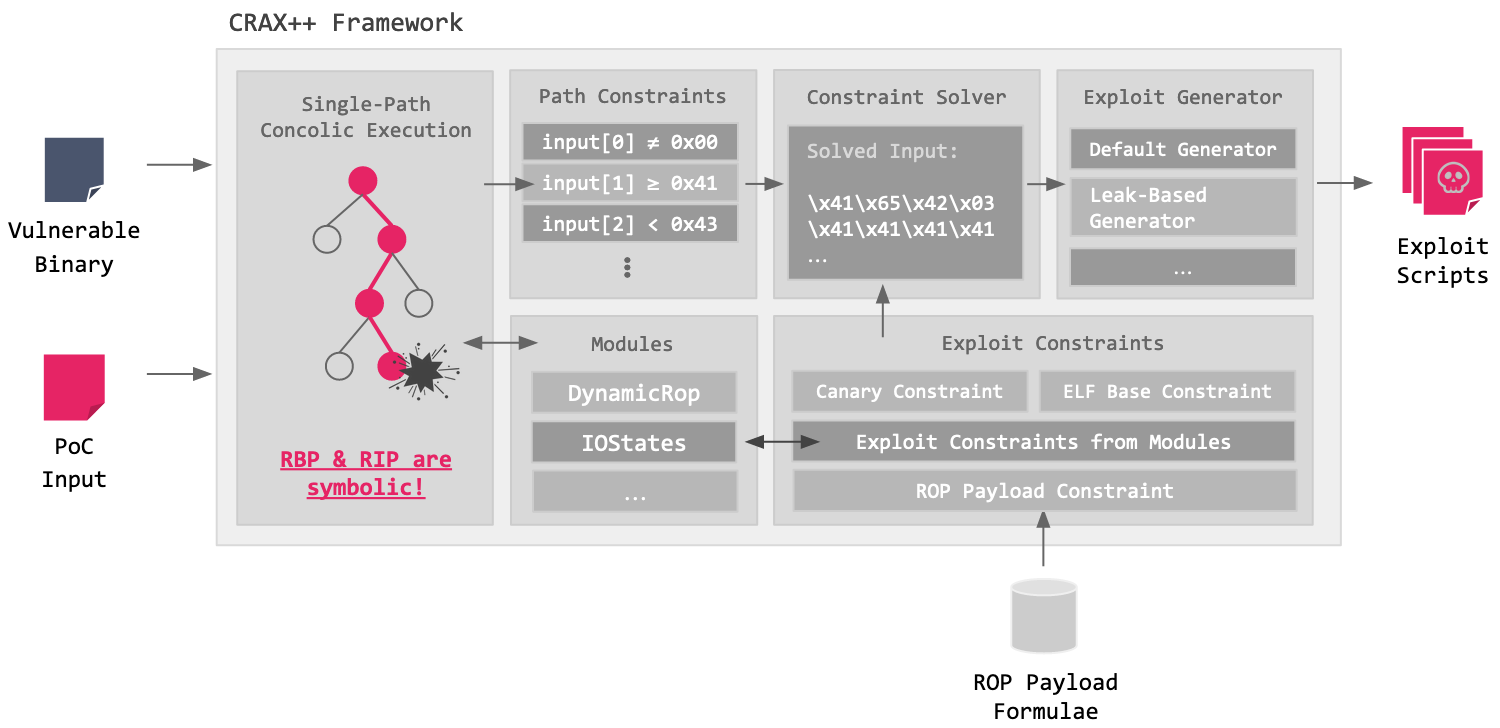 CRAX++ Framework
Vulnerable
Binary
PoC
Input
Single-Path
Concolic Execution
RBP & RIP are
symbolic!
Path Constraints
input[0] ≠ 0x00
input[1] ≥ 0x41
input[2] < 0x43
Modules
DynamicRop
IOStates
...
Constraint Solver
Solved Input:
\x41\x65\x42\x03
\x41\x41\x41\x41
...
Exploit Generator
Default Generator
Leak-Based
Generator
...
Exploit Constraints
Canary Constraint
ELF Base Constraint
Exploit Constraints from Modules
ROP Payload Constraint
Exploit
Scripts
ROP Payload
Formulae